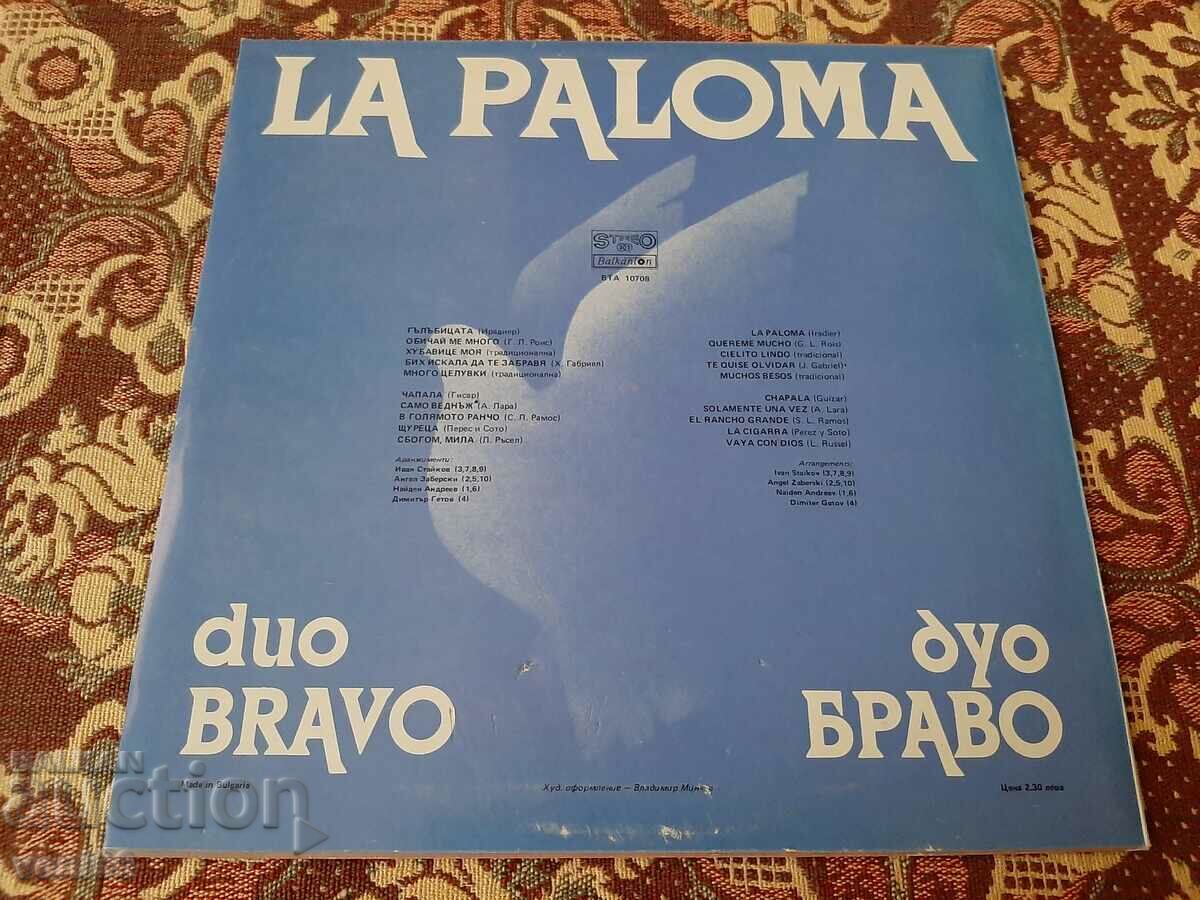 LA PALOMA
STEREO
Balkanton
ВТА 10708
ГЪЛЪБИЦАТА (Ирадиер)
ОБИЧАЙ МЕ МНОГО (Г. Л. Роис)
ХУБАВИЦЕ МОЯ (традиционална)
БИХ ИСКАЛА ДА ТЕ ЗАБРАВЯ (Х. Габриел)
МНОГО ЦЕЛУВКИ (традиционална)
ЧАПАЛА (Гисар)
САМО ВЕДНЪЖ (А. Лара)
В ГОЛЯМОТО РАНЧО (С. Л. Рамос)
ЩУРЕЦА (Перес и Сото)
СБОГОМ, МИЛА (Л. Ръсел)
Аранжименти:
Иван Стайков (3,7,8,9)
Ангел Заберски (2,5,10)
Найден Андреев (1,6)
Димитър Гетов (4)
LA PALOMA (Iradier)
QUEREME MUCHO (G. L. Rois)
CIELITO LINDO (tradicional)
TE QUISE OLVIDAR (J. Gabriel)
MUCHOS BESOS (tradicional)
CHAPALA (Guizar)
SOLAMENTE UNA VEZ (A. Lara)
EL RANCHO GRANDE (S. L. Ramos)
LA CIGARRA (Perez y Soto)
VAYA CON DIOS (L. Russel)
Arrangements:
Ivan Staikov (3,7,8,9)
Angel Zaberski (2,5,10)
Naiden Andreev (1,6)
Dimiter Getov (4)
duo
BRAVO
дуо
БРАВО
Made in Bulgaria
Худ. оформление – Владимир
Цена 2,30 лева
BALKAN
auction